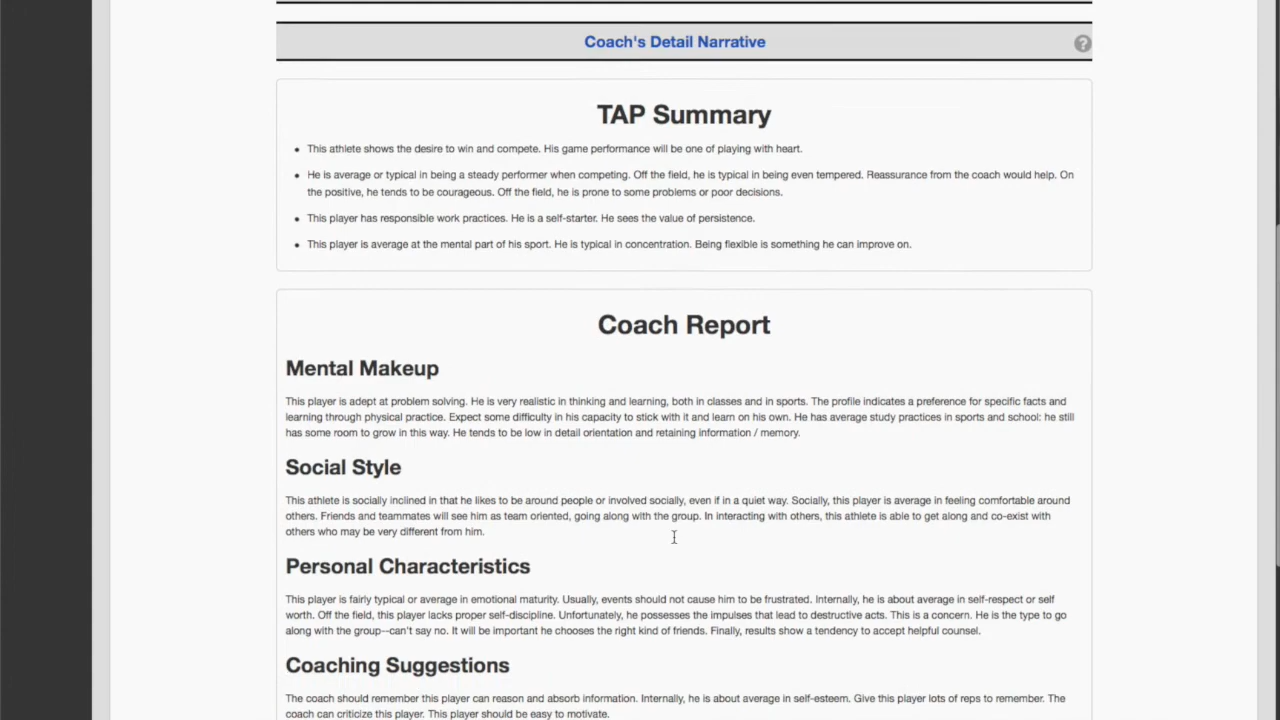 Coach's Detail Narrative
?
TAP Summary
• This athlete shows the desire to win and compete. His game performance will be one of playing with heart.
• He is average or typical in being a steady performer when competing. Off the field, he is typical in being even tempered. Reassurance from the coach would help. On
the positive, he tends to be courageous. Off the field, he is prone to some problems or poor decisions.
• This player has responsible work practices. He is a self-starter. He sees the value of persistence.
• This player is average at the mental part of his sport. He is typical in concentration. Being flexible is something he can improve on.
Coach Report
Mental Makeup
This player is adept at problem solving. He is very realistic in thinking and learning, both in classes and in sports. The profile indicates a preference for specific facts and
learning through physical practice. Expect some difficulty in his capacity to stick with it and learn on his own. He has average study practices in sports and school: he still
has some room to grow in this way. He tends to be low in detail orientation and retaining information / memory.
Social Style
This athlete is socially inclined in that he likes to be around people or involved socially, even if in a quiet way. Socially, this player is average in feeling comfortable around
others. Friends and teammates will see him as team oriented, going along with the group. In interacting with others, this athlete is able to get along and co-exist with
others who may be very different from him.
Personal Characteristics
This player is fairly typical or average in emotional maturity. Usually, events should not cause him to be frustrated. Internally, he is about average in self-respect or self
worth. Off the field, this player lacks proper self-discipline. Unfortunately, he possesses the impulses that lead to destructive acts. This is a concern. He is the type to go
along with the group--can't say no. It will be important he chooses the right kind of friends. Finally, results show a tendency to accept helpful counsel.
Coaching Suggestions
The coach should remember this player can reason and absorb information. Internally, he is about average in self-esteem. Give this player lots of reps to remember. The
coach can criticize this player. This player should be easy to motivate.